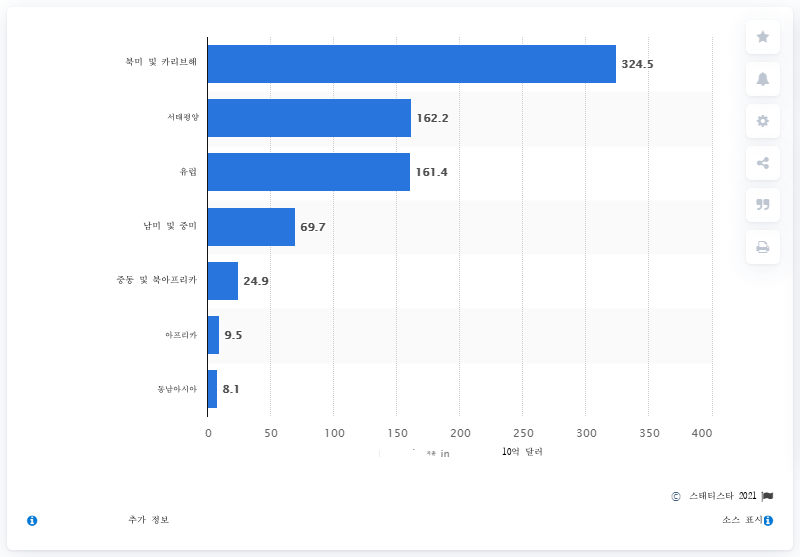 북미 및 카리브해
324.5
서태평양
162.2
유럽
161.4
남미 및 중미
69.7
중동 및 북아프리카
24.9
아프리카
9.5
동남아시아
8.1
0 50 100 150 200 250 300 350 400
in 10억 달러
© 스태티스타 2021
추가 정보
소스 표시